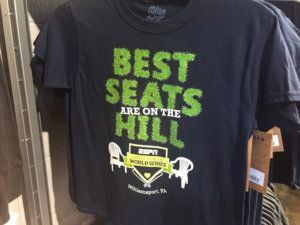 BEST
SEATS
ARE ON THE
HILL
ESPN
WORLD SERIES
Williamsport, PA